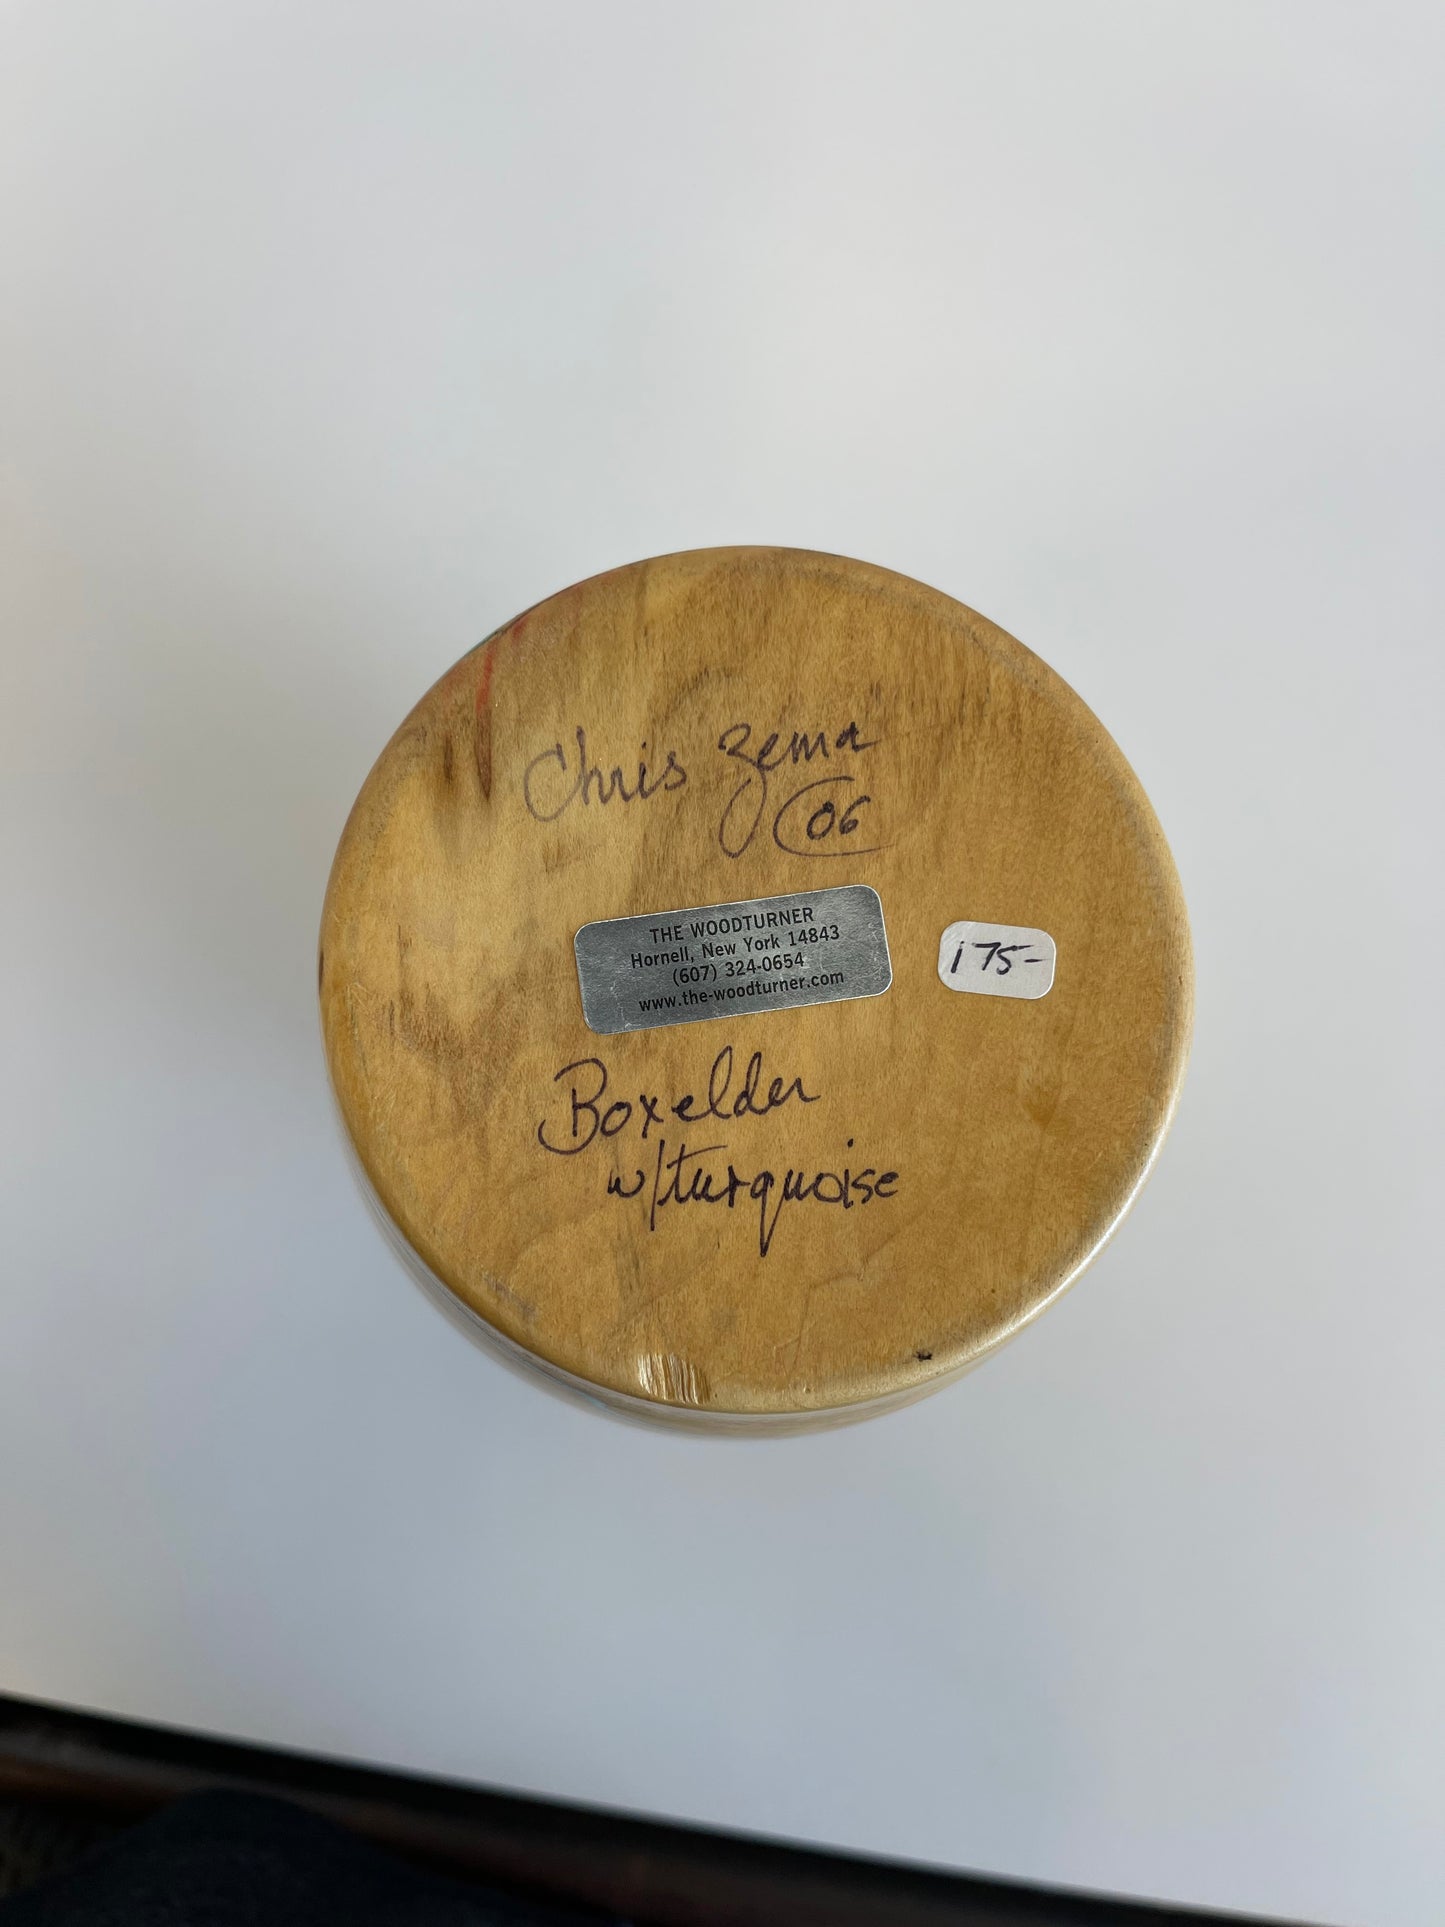 Chris Zema
06
THE WOODTURNER
Hornell, New York 14843
(607) 324-0654
www.the-woodturner.com
175-
Boxelder
w/turquoise